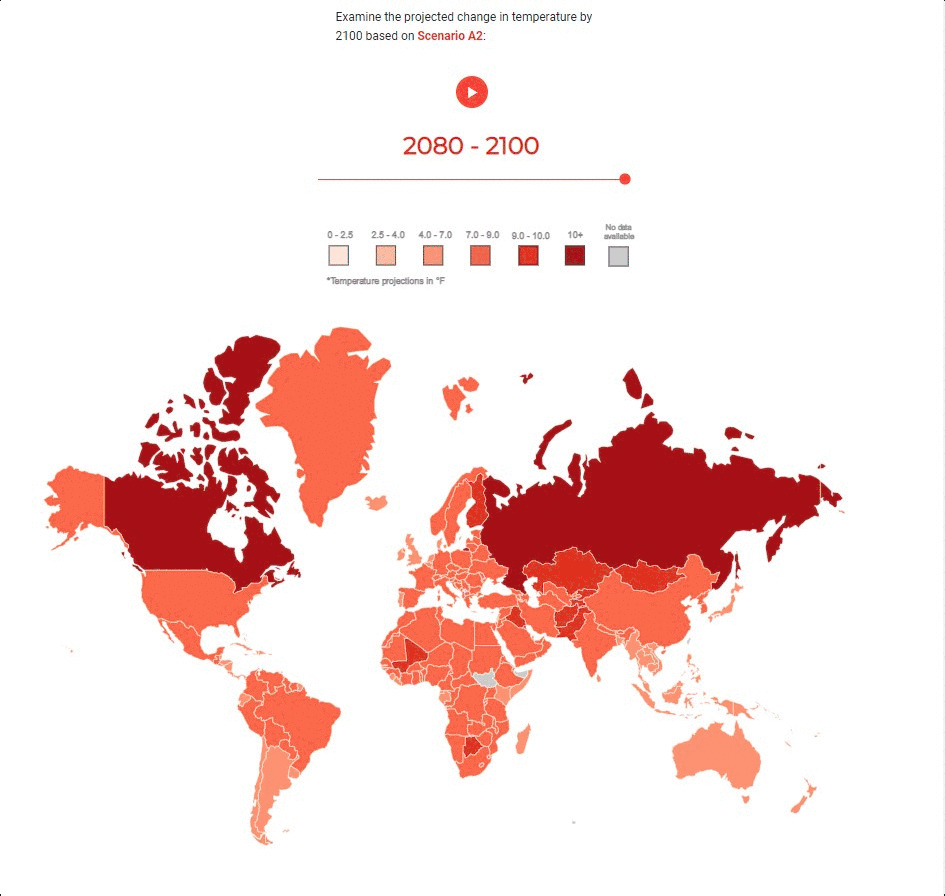 Examine the projected change in temperature by
2100 based on Scenario A2:
2080 - 2100
0 - 2.5 2.5 - 4.0 4.0 - 7.0 7.0 - 9.0 9.0 - 10.0 10+ No data
available
*Temperature projections in °F